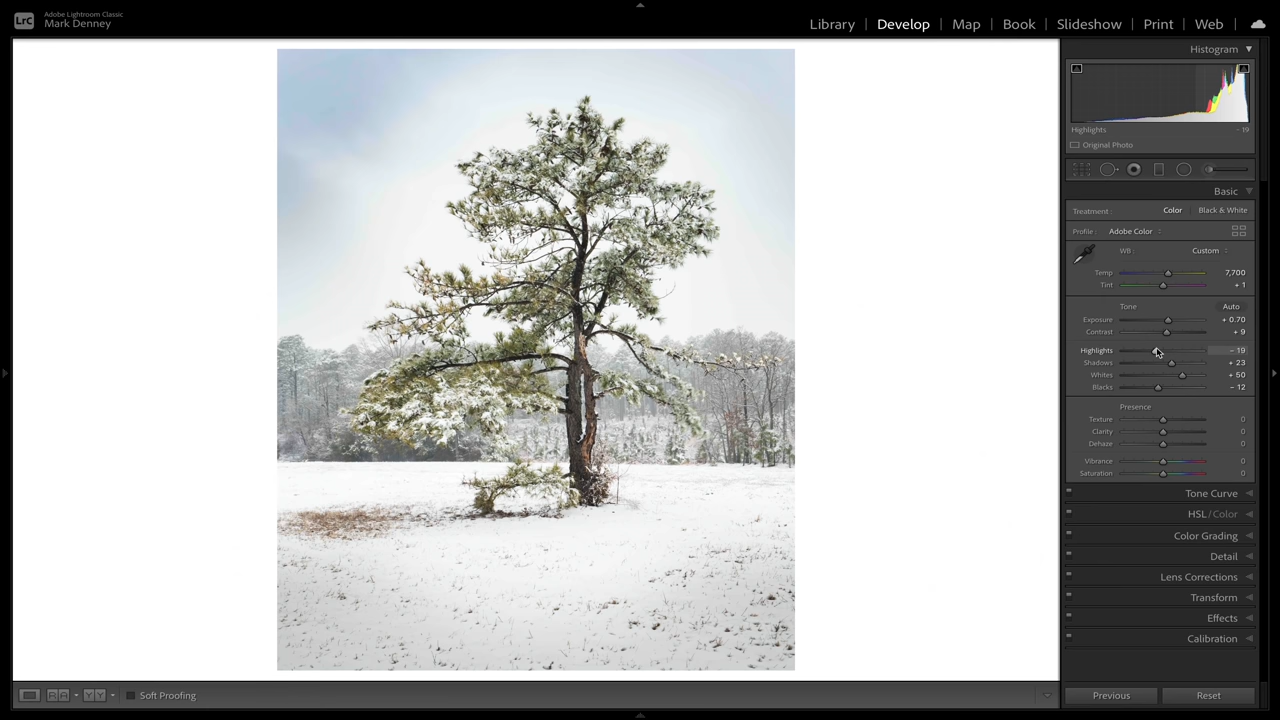 LrC
Adobe Lightroom Classic
Mark Denney
Library | Develop | Map | Book | Slideshow | Print | Web
Histogram
Highlights - 19
Original Photo
Basic
Treatment : Color Black & White
Profile : Adobe Color
WB : Custom
Temp 7,700
Tint + 1
Tone Auto
Exposure + 0.70
Contrast + 9
Highlights - 19
Shadows + 23
Whites + 50
Blacks - 12
Presence
Texture 0
Clarity 0
Dehaze 0
Vibrance 0
Saturation 0
Tone Curve
HSL / Color
Color Grading
Detail
Lens Corrections
Transform
Effects
Calibration
R A Y Y Soft Proofing
Previous Reset